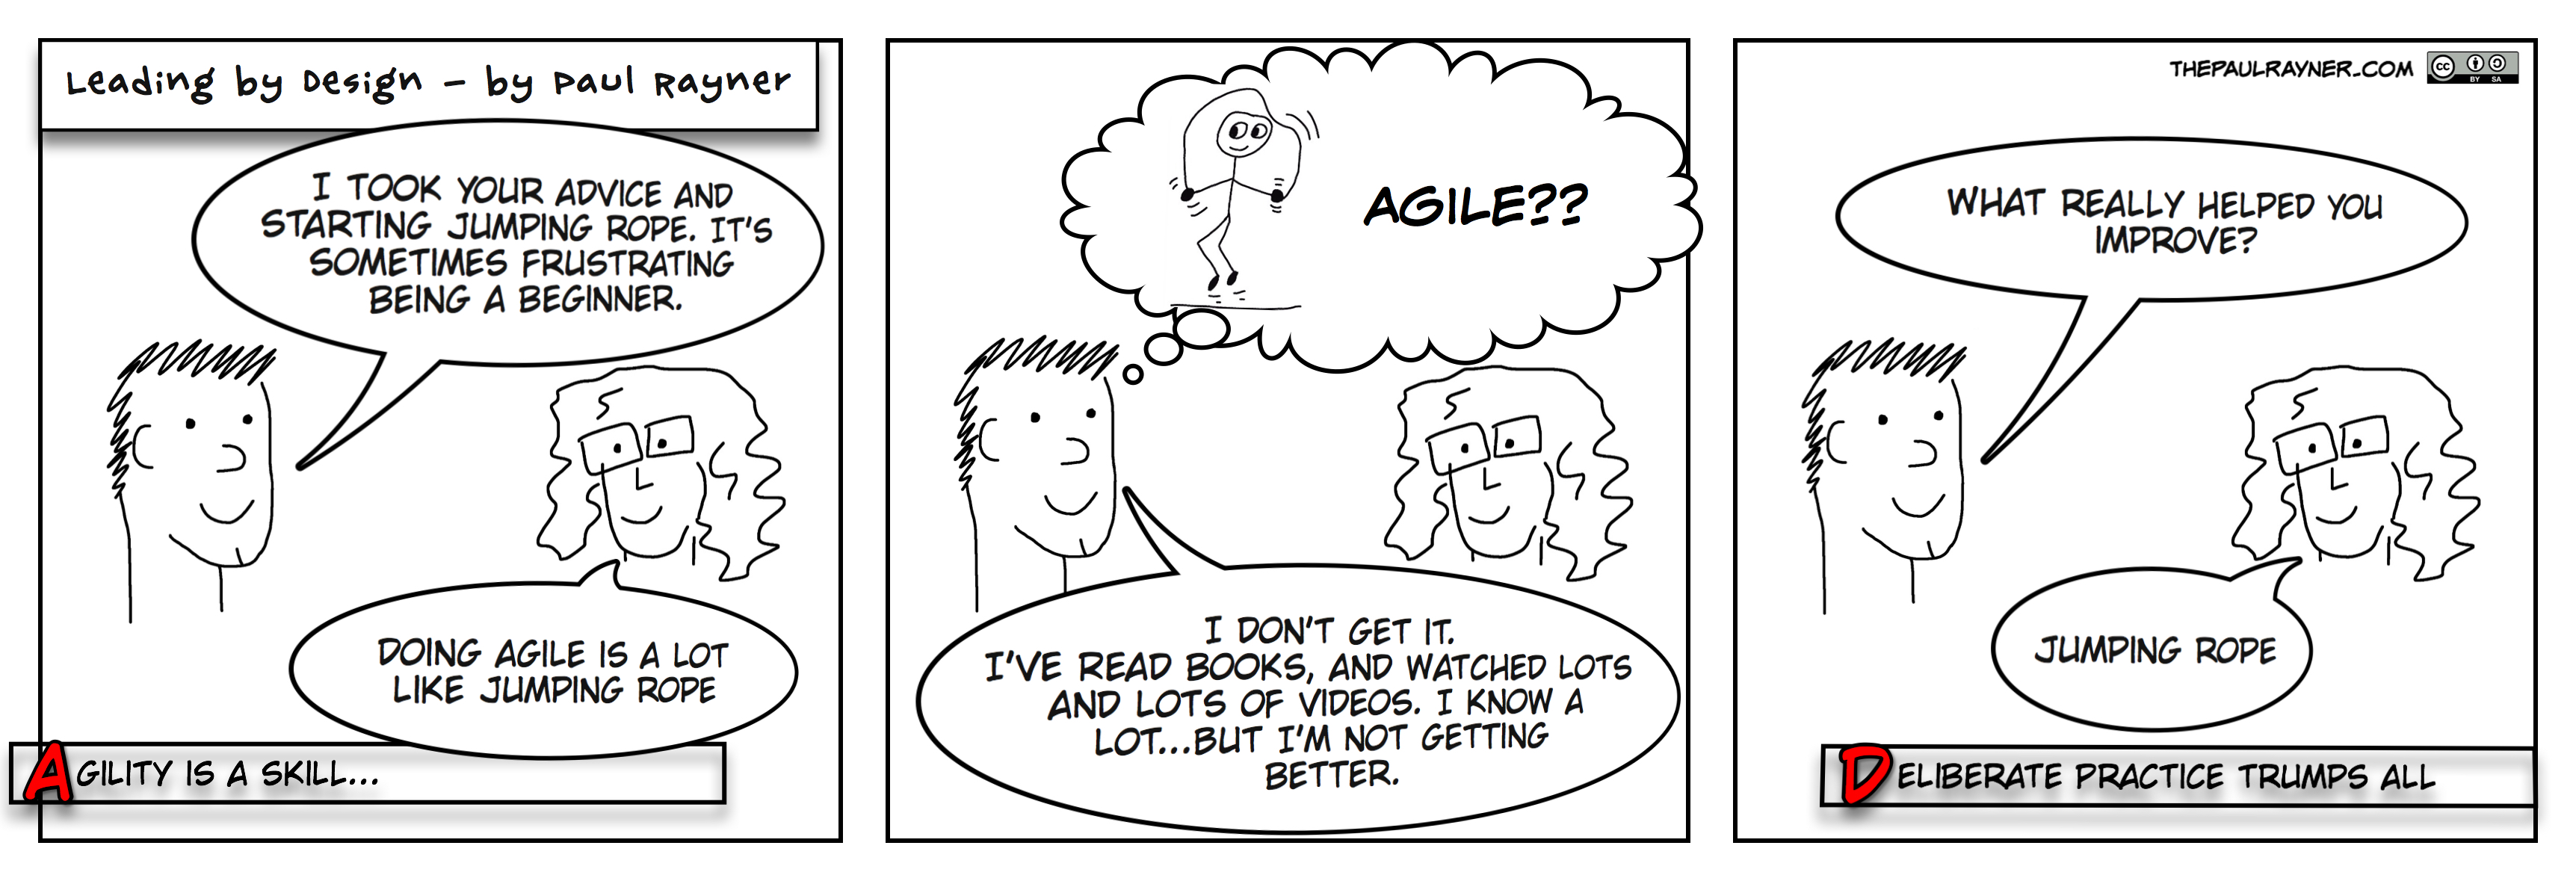 Leading by Design - by Paul Rayner
I TOOK YOUR ADVICE AND
STARTING JUMPING ROPE. IT'S
SOMETIMES FRUSTRATING
BEING A BEGINNER.
DOING AGILE IS A LOT
LIKE JUMPING ROPE
AGILITY IS A SKILL...
AGILE??
I DON'T GET IT.
I'VE READ BOOKS, AND WATCHED LOTS
AND LOTS OF VIDEOS. I KNOW A
LOT...BUT I'M NOT GETTING
BETTER.
THEPAULRAYNER.COM
CC BY SA
WHAT REALLY HELPED YOU
IMPROVE?
JUMPING ROPE
DELIBERATE PRACTICE TRUMPS ALL